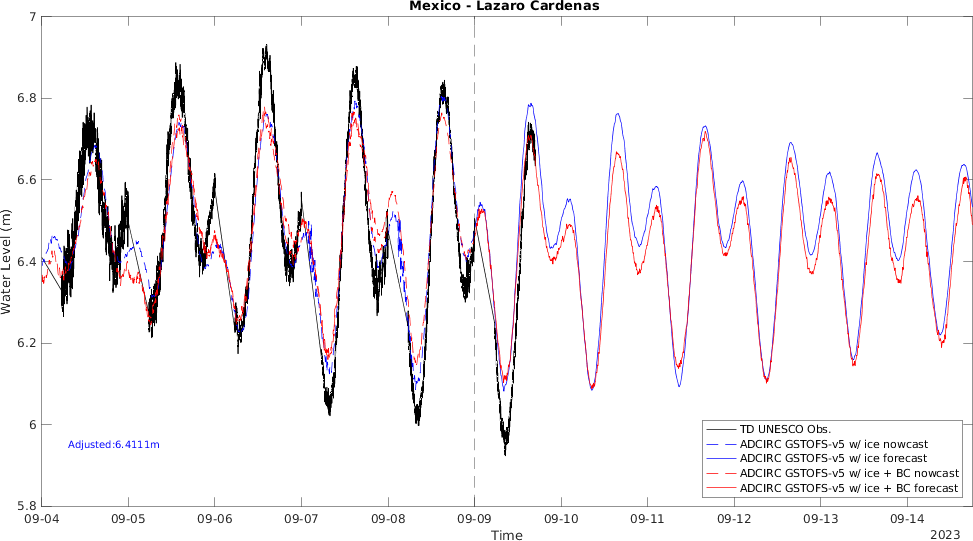 Mexico - Lazaro Cardenas
7
6.8
6.6
6.4
6.2
6
5.8
Water Level (m)
Adjusted:6.4111m
TD UNESCO Obs.
ADCIRC GSTOFS-v5 w/ ice nowcast
ADCIRC GSTOFS-v5 w/ ice forecast
ADCIRC GSTOFS-v5 w/ ice + BC nowcast
ADCIRC GSTOFS-v5 w/ ice + BC forecast
09-04 09-05 09-06 09-07 09-08 09-09 09-10 09-11 09-12 09-13 09-14
Time
2023